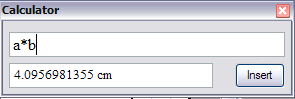 Calculator
a*b
4.0956981355 cm
Insert